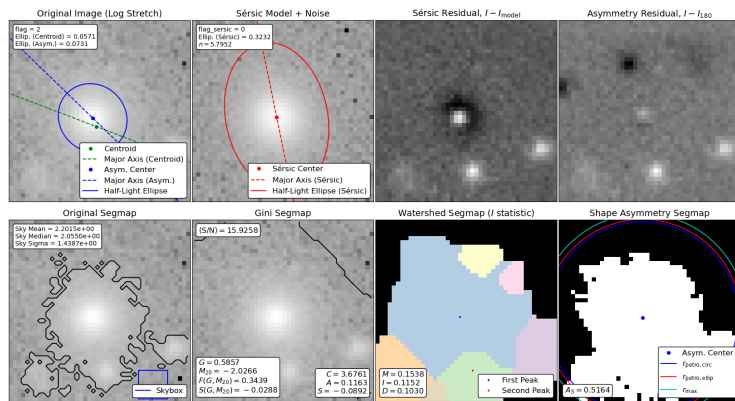 Original Image (Log Stretch)
flag = 2
Ellip. (Centroid) = 0.0571
Ellip. (Asym.) = 0.0731
Centroid
Major Axis (Centroid)
Asym. Center
Major Axis (Asym.)
Half-Light Ellipse
Sérsic Model + Noise
flag_sersic = 0
Ellip. (Sérsic) = 0.3232
n = 5.7952
Sérsic Center
Major Axis (Sérsic)
Half-Light Ellipse (Sérsic)
Sérsic Residual, I − I_model
Asymmetry Residual, I − I_180
Original Segmap
Sky Mean = 2.2015e+00
Sky Median = 2.0550e+00
Sky Sigma = 1.4387e+00
Skybox
Gini Segmap
⟨S/N⟩ = 15.9258
G = 0.5857
M_20 = −2.0266
F(G, M_20) = 0.3439
S(G, M_20) = −0.0288
C = 3.6761
A = 0.1163
S = −0.0892
Watershed Segmap (I statistic)
M = 0.1538
I = 0.1152
D = 0.1030
First Peak
Second Peak
Shape Asymmetry Segmap
A_S = 0.5164
Asym. Center
r_petro, circ
r_petro, ellip
r_max